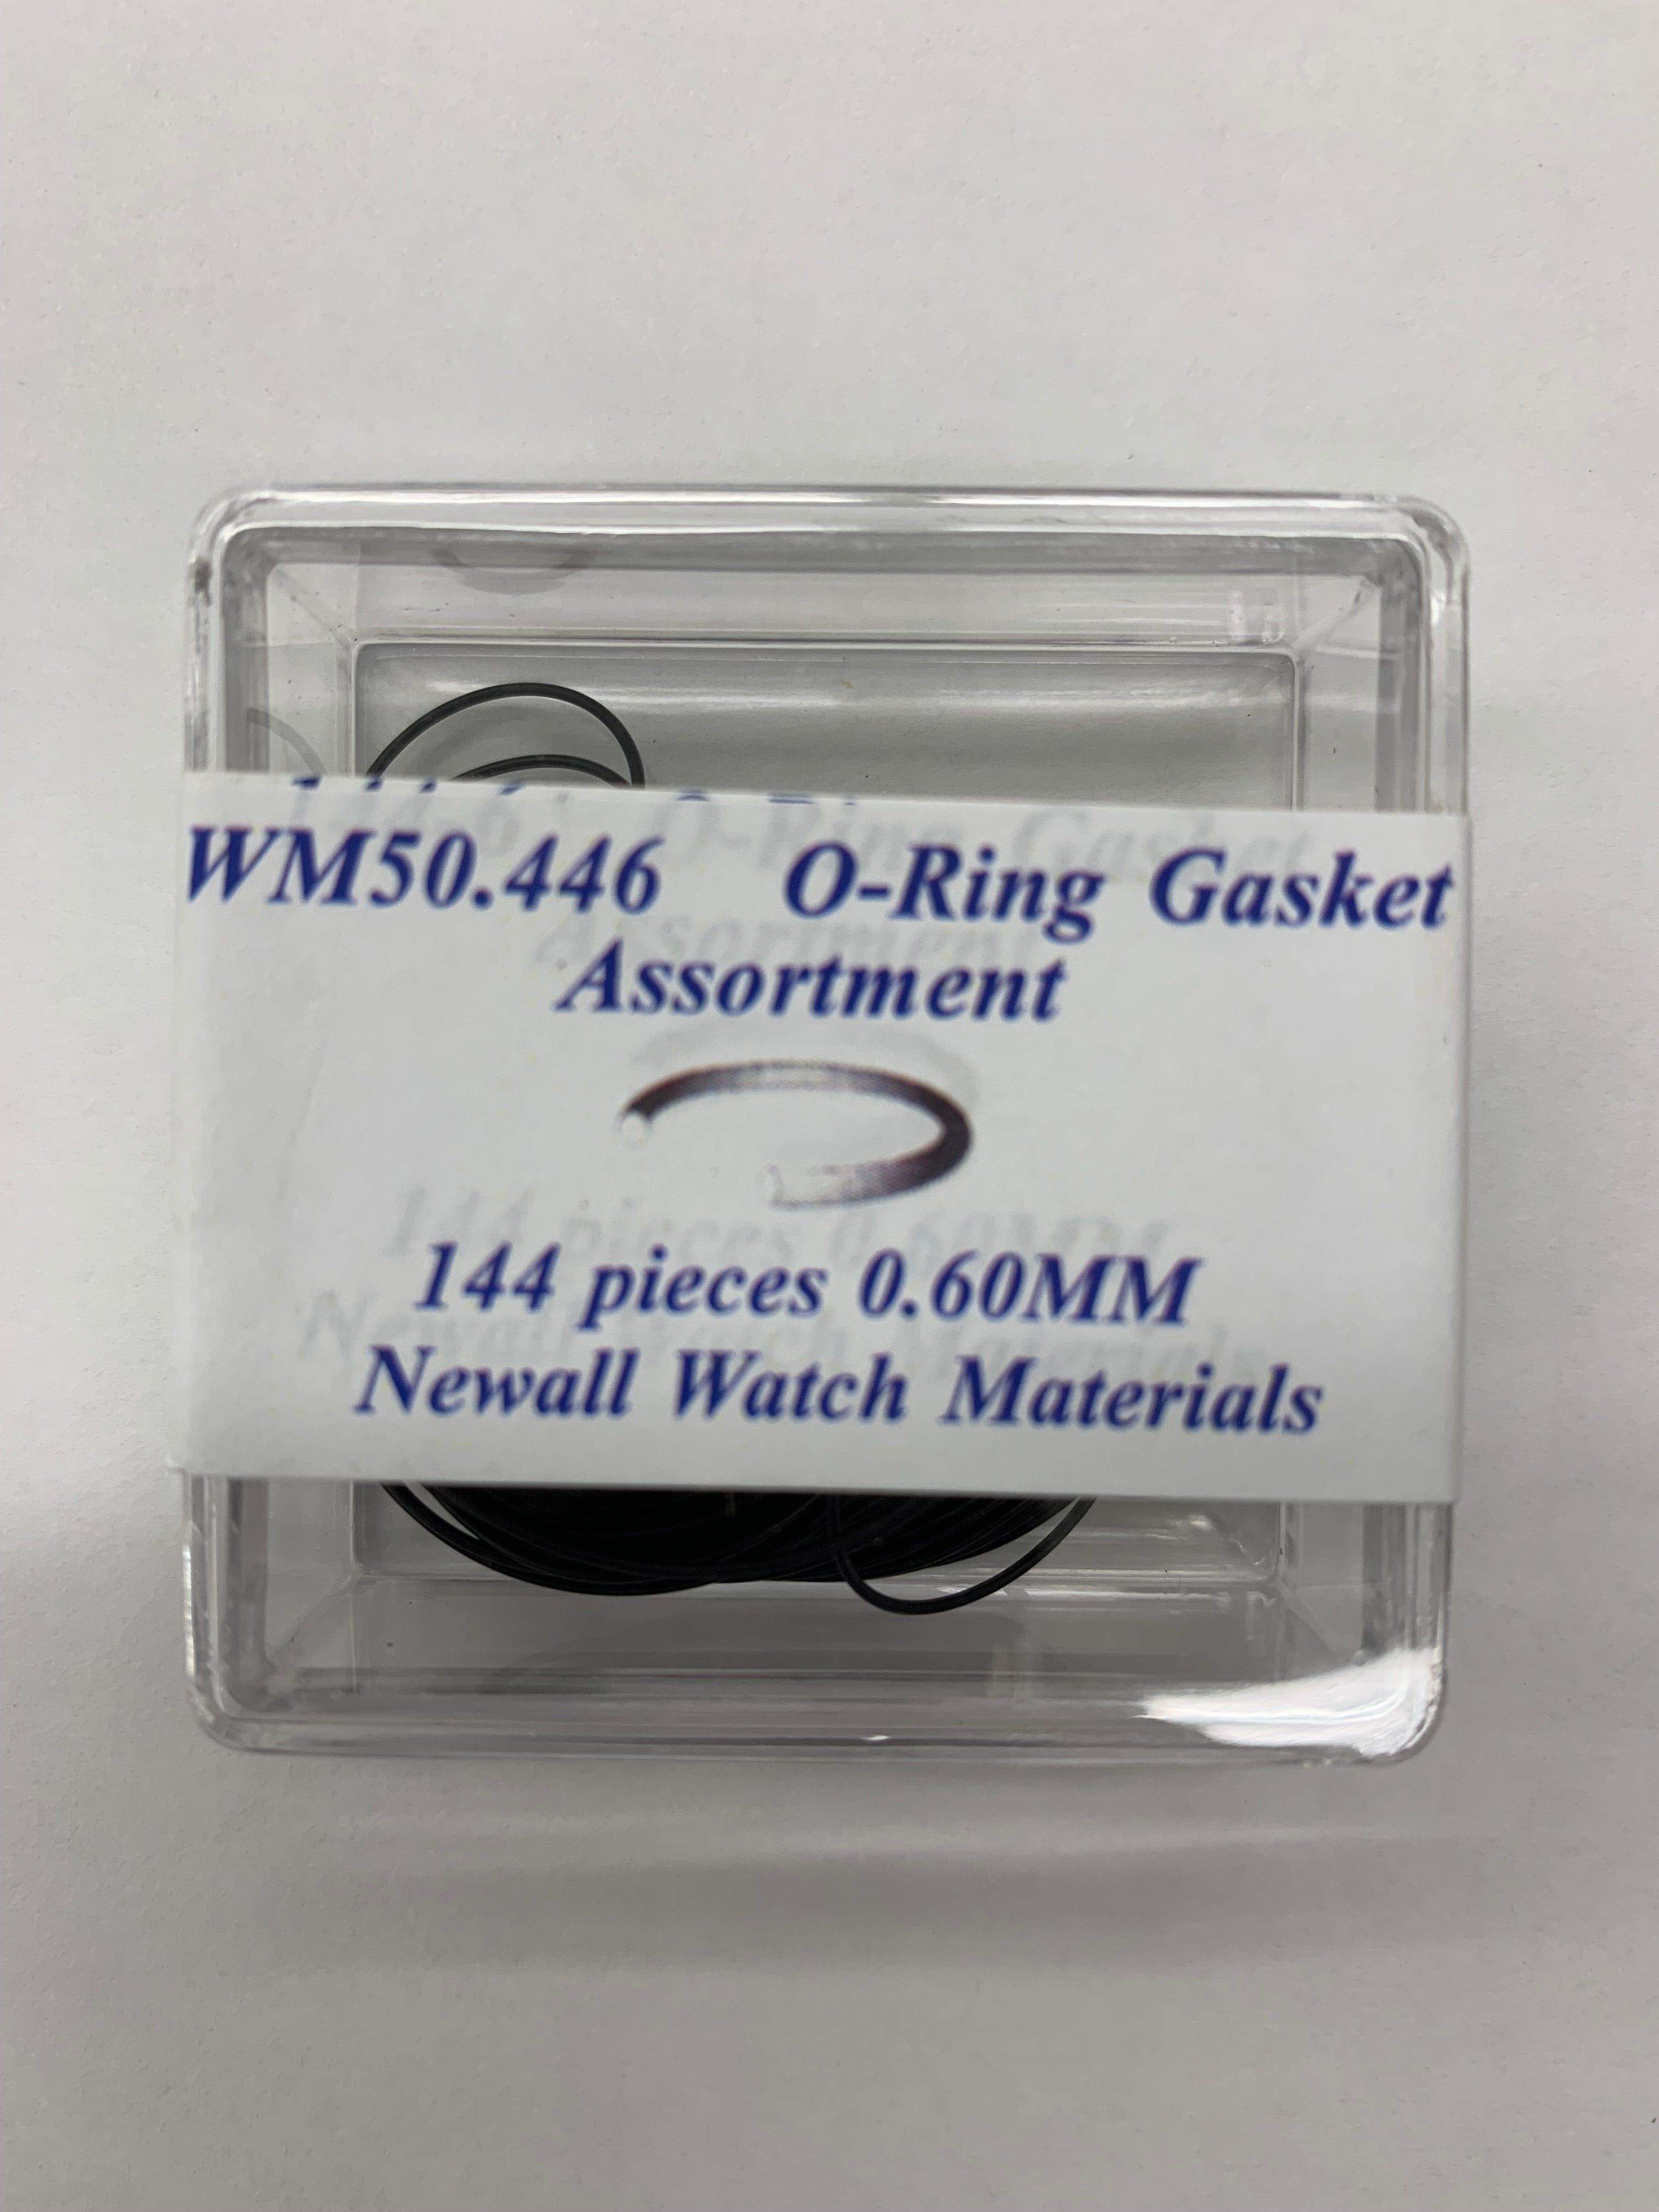 WM50.446 O-Ring Gasket
Assortment
144 pieces 0.60MM
Newall Watch Materials